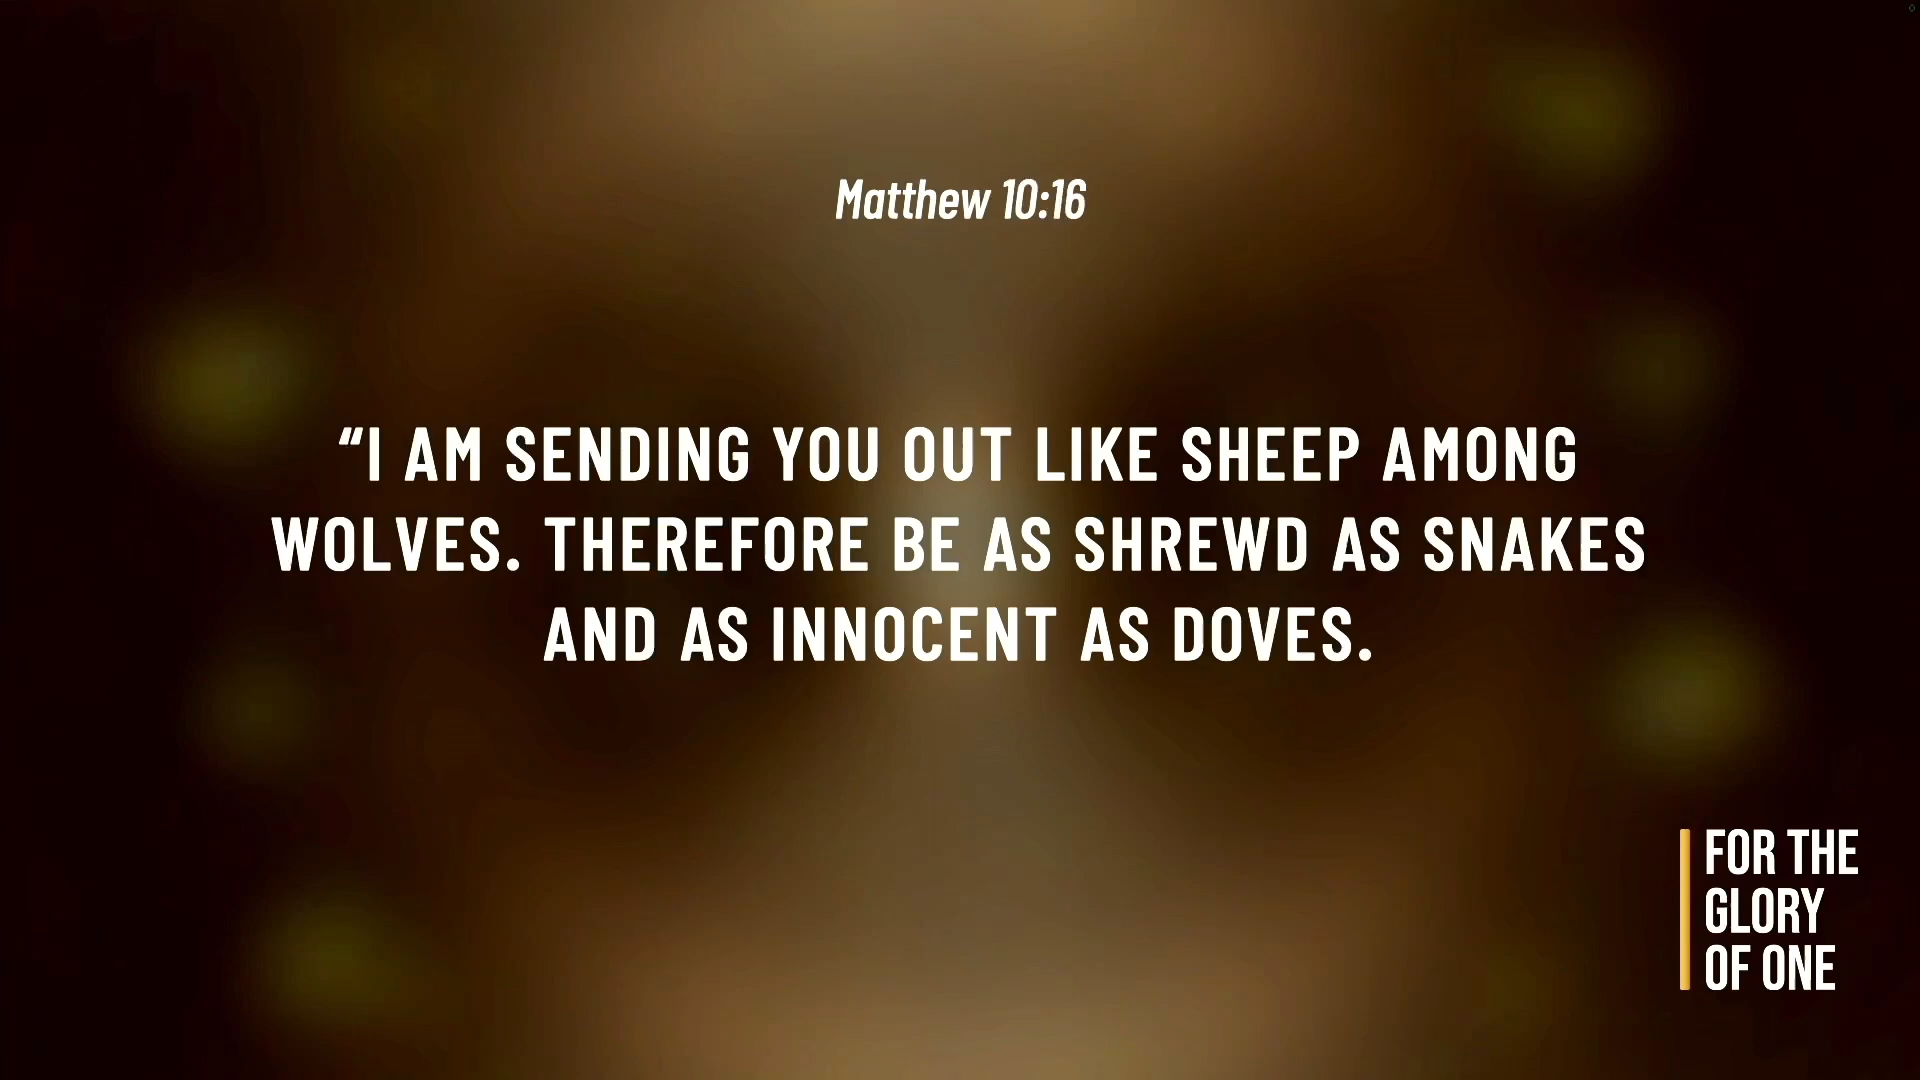 Matthew 10:16
“I AM SENDING YOU OUT LIKE SHEEP AMONG
WOLVES. THEREFORE BE AS SHREWD AS SNAKES
AND AS INNOCENT AS DOVES.
FOR THE
GLORY
OF ONE